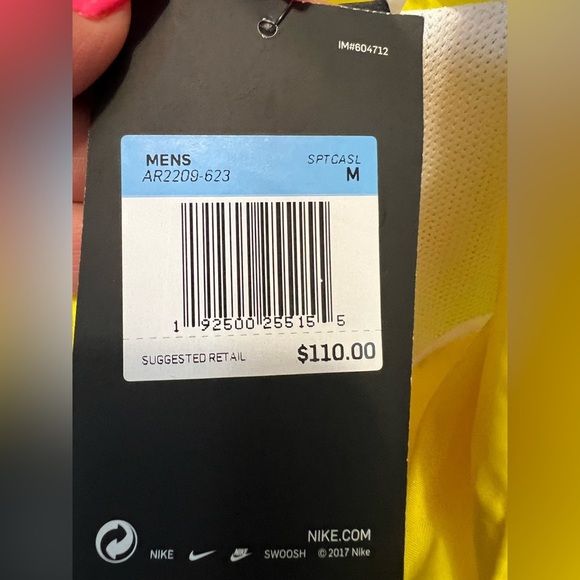 IM#604712
MENS SPTCASL
AR2209-623 M
1 92500 25515 5
SUGGESTED RETAIL $110.00
NIKE.COM
NIKE SWOOSH © 2017 Nike